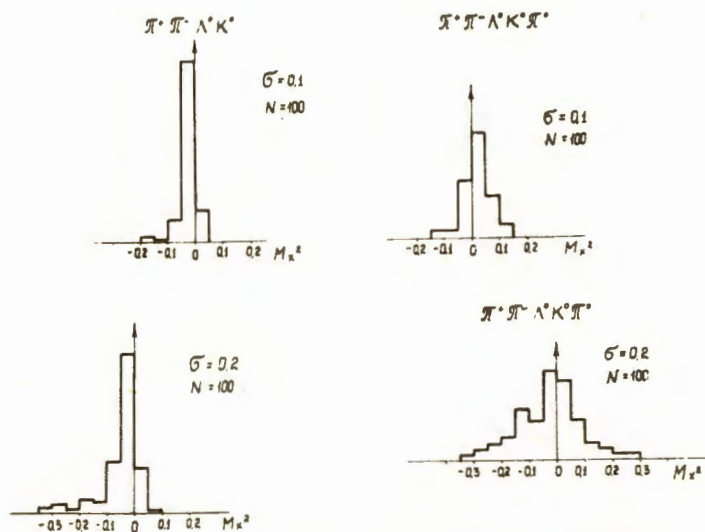 π⁺ π⁻ Λ° K°
σ = 0.1
N = 100
-0.2 -0.1 0 0.1 0.2 Mₓ²
π⁺ π⁻ Λ° K° π°
σ = 0.1
N = 100
-0.2 -0.1 0 0.1 0.2 Mₓ²
σ = 0.2
N = 100
-0.3 -0.2 -0.1 0 0.1 0.2 Mₓ²
π⁺ π⁻ Λ° K° π°
σ = 0.2
N = 100
-0.3 -0.2 -0.1 0 0.1 0.2 0.3 Mₓ²